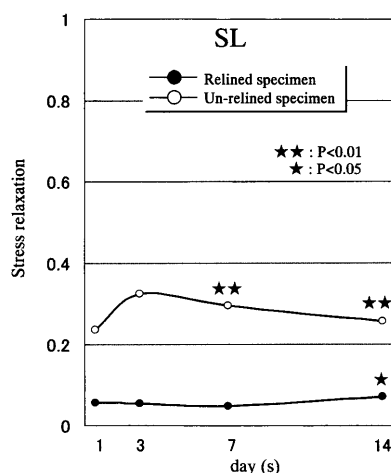 SL
Relined specimen
Un-relined specimen
★★ : P<0.01
★ : P<0.05
Stress relaxation
1
0.8
0.6
0.4
0.2
0
★★
★★
★
1 3 7 14
day (s)